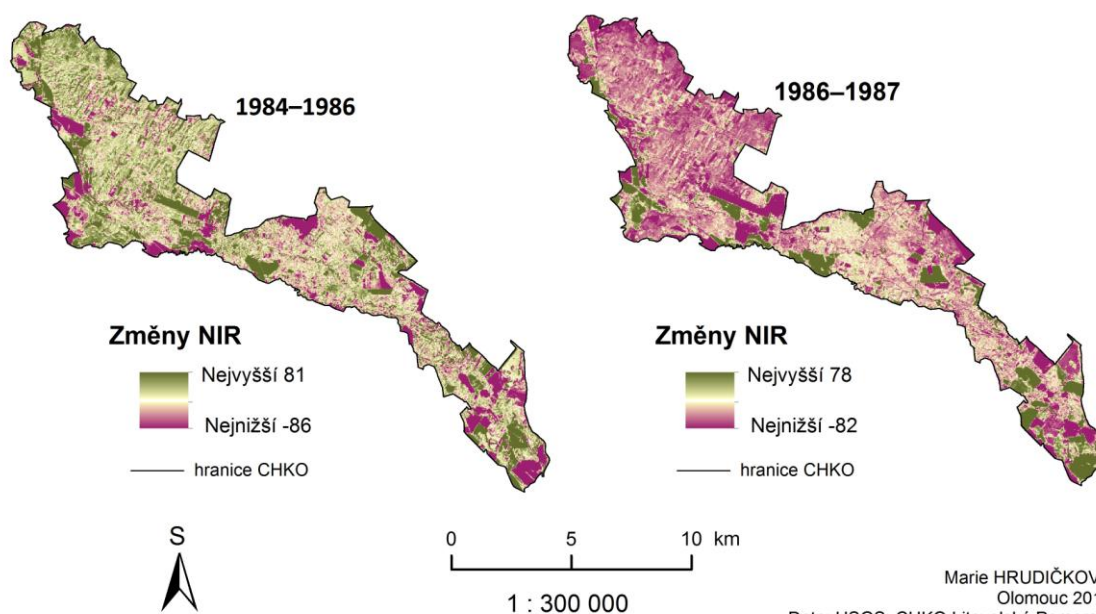 1984–1986
1986–1987
Změny NIR
Nejvyšší 81
Nejnižší -86
hranice CHKO
Změny NIR
Nejvyšší 78
Nejnižší -82
hranice CHKO
S
0 5 10 km
1 : 300 000
Marie HRUDIČKOV
Olomouc 201